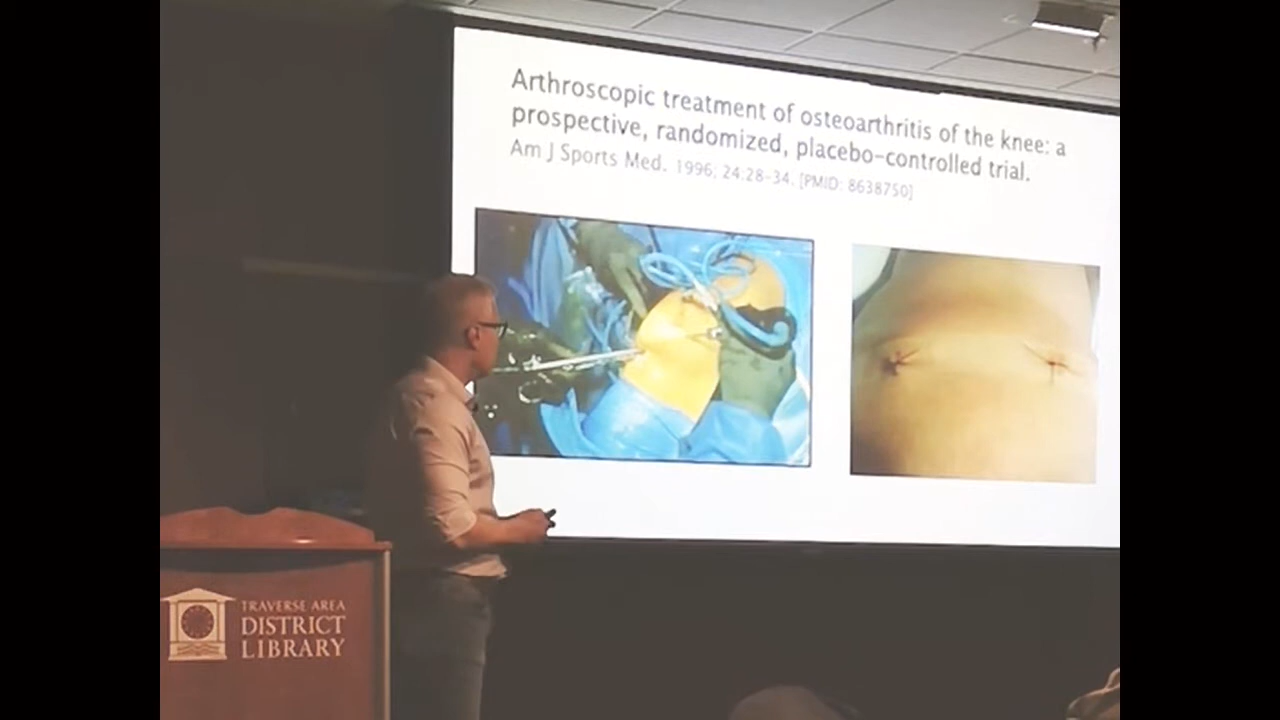 Arthroscopic treatment of osteoarthritis of the knee: a
prospective, randomized, placebo-controlled trial.
Am J Sports Med. 1996; 24:28-34. [PMID: 8638750]
TRAVERSE AREA
DISTRICT
LIBRARY